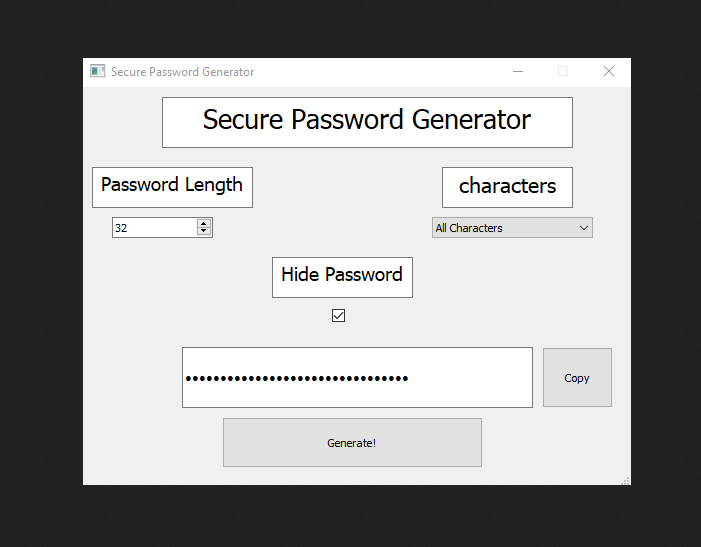 Secure Password Generator
Secure Password Generator
Password Length
characters
32
All Characters
Hide Password
••••••••••••••••••••••••••••••••
Copy
Generate!